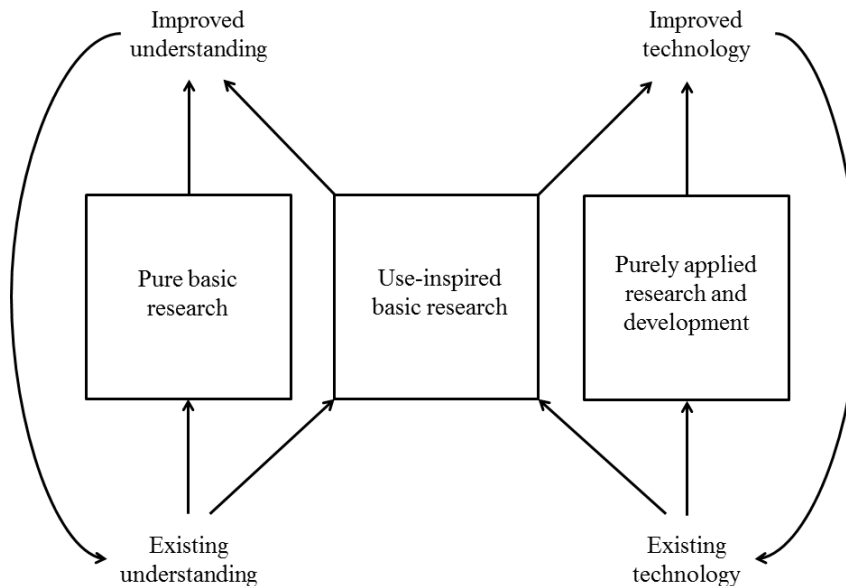 Improved
understanding
Improved
technology
Pure basic
research
Use-inspired
basic research
Purely applied
research and
development
Existing
understanding
Existing
technology